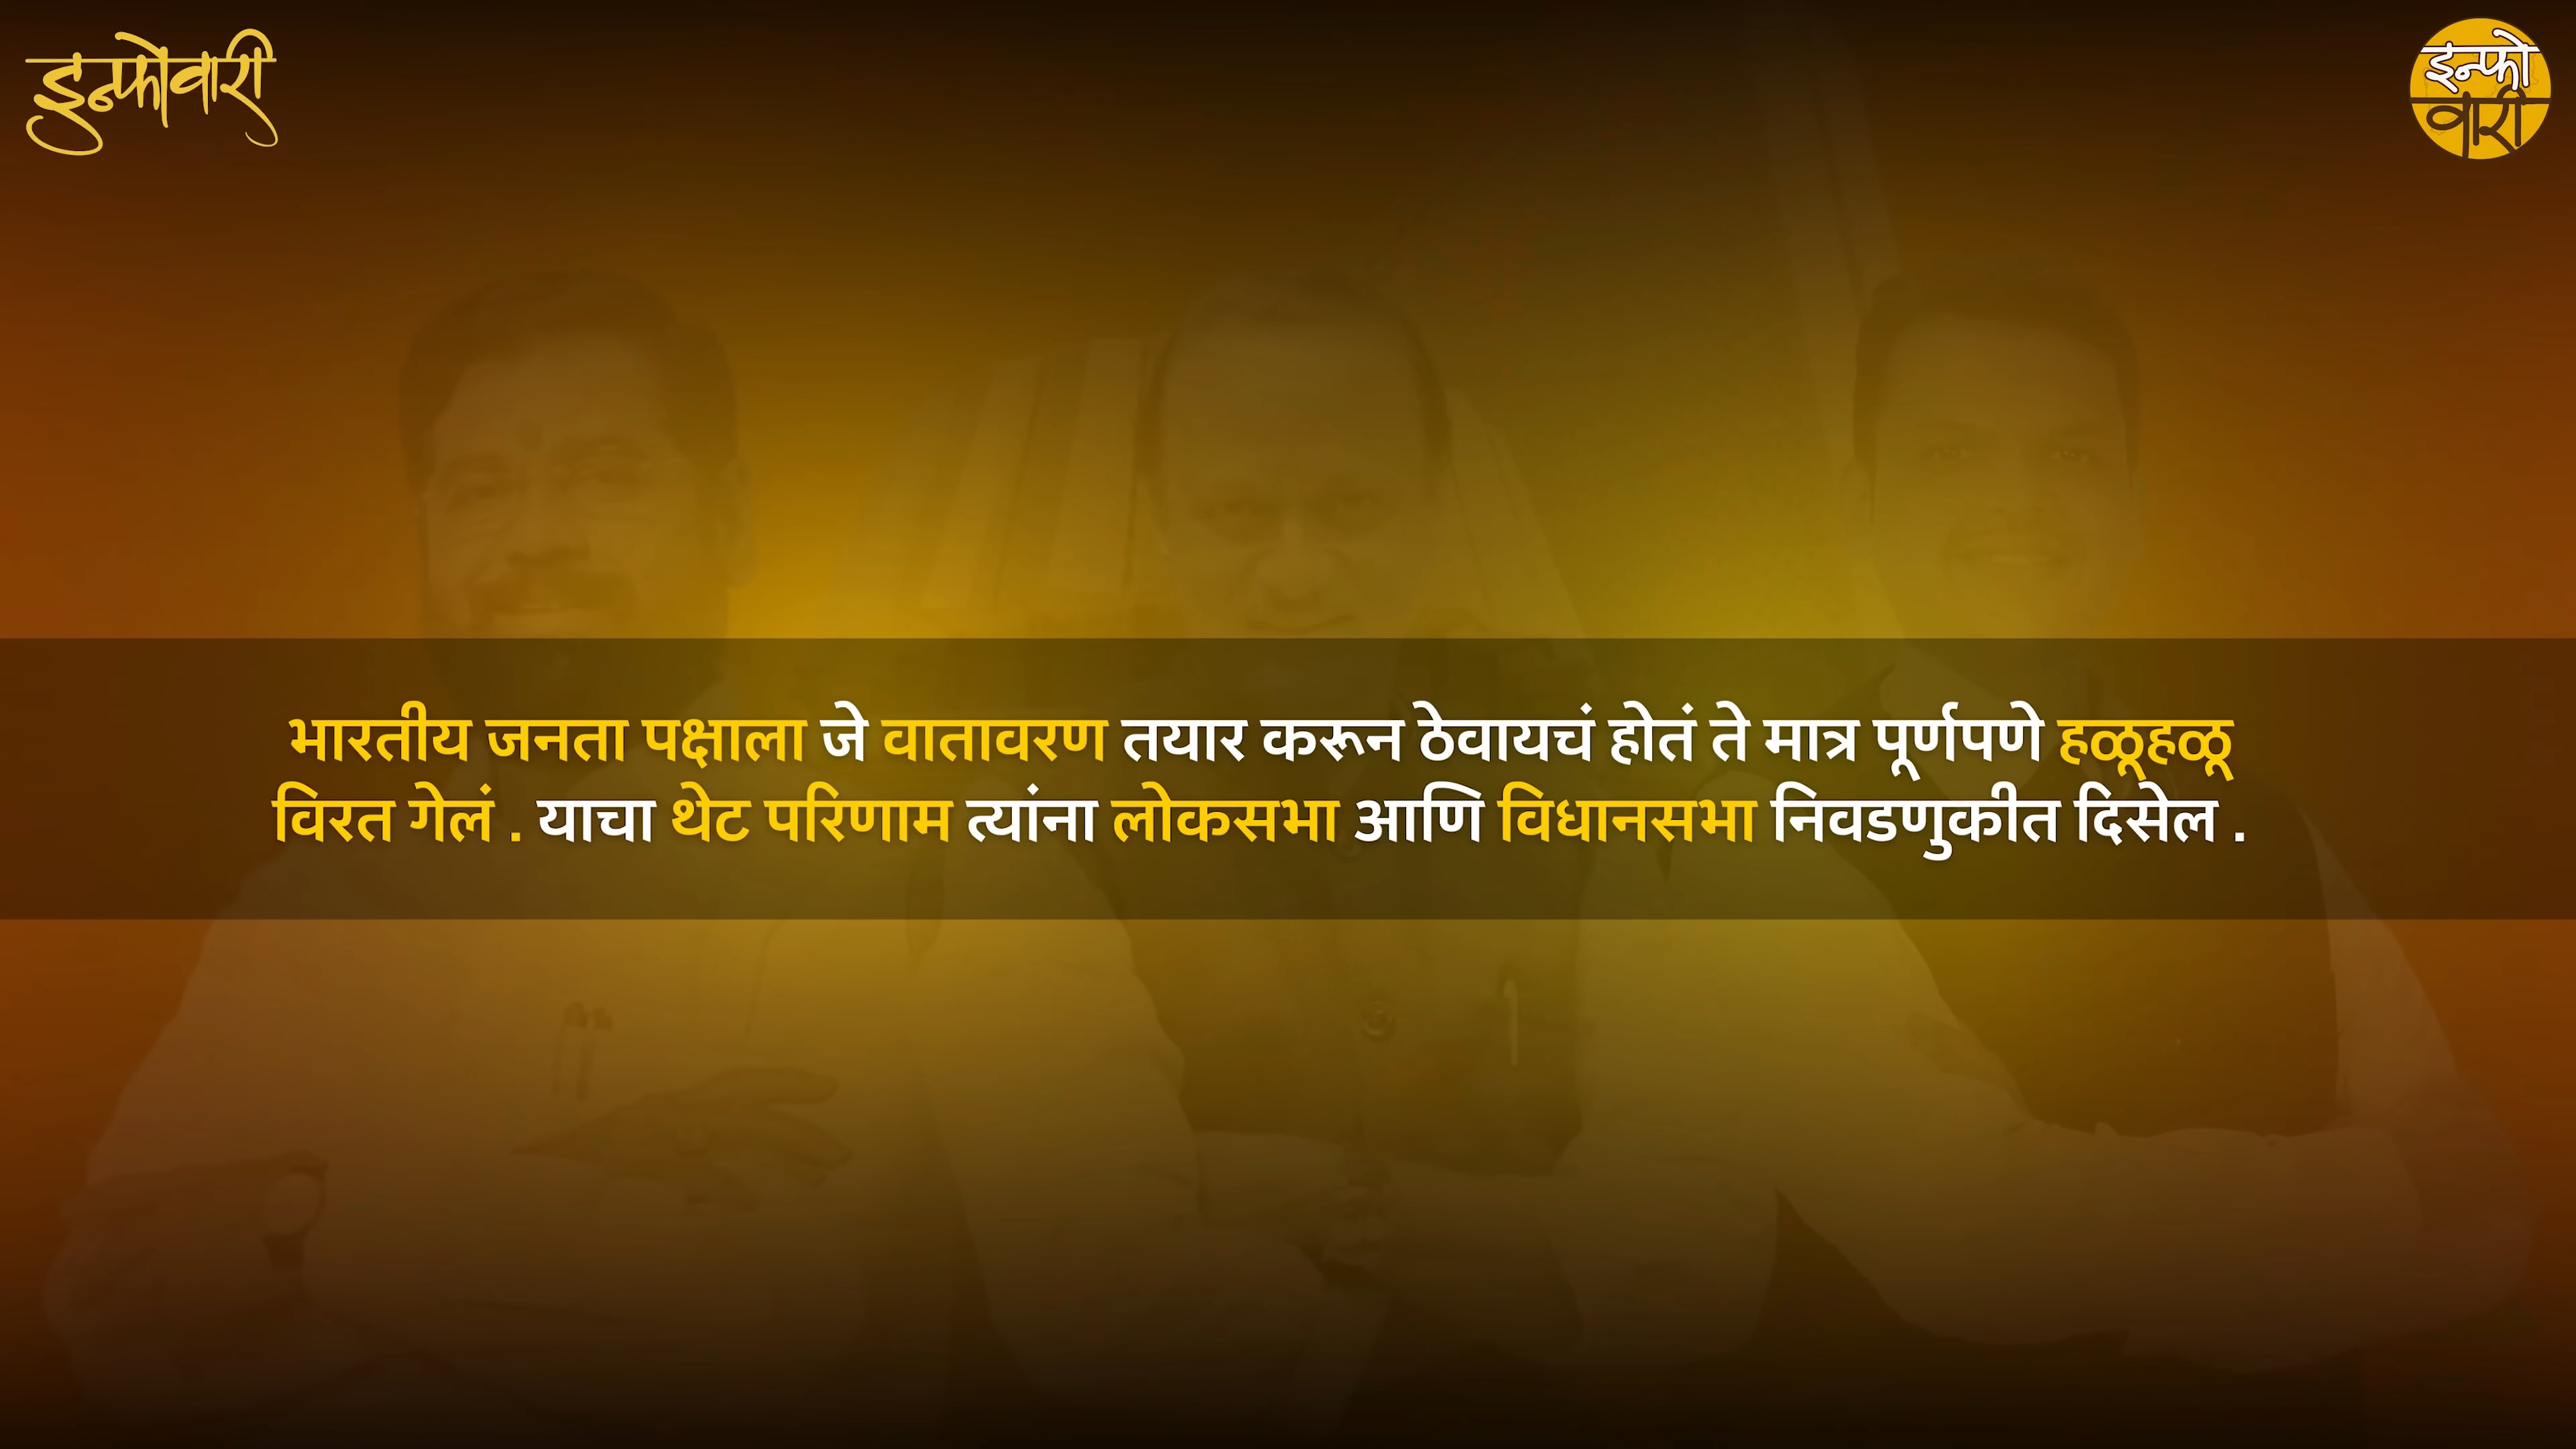 इन्फोवारी
इन्फो
वारी
भारतीय जनता पक्षाला जे वातावरण तयार करून ठेवायचं होतं ते मात्र पूर्णपणे हळूहळू
विरत गेलं . याचा थेट परिणाम त्यांना लोकसभा आणि विधानसभा निवडणुकीत दिसेल .